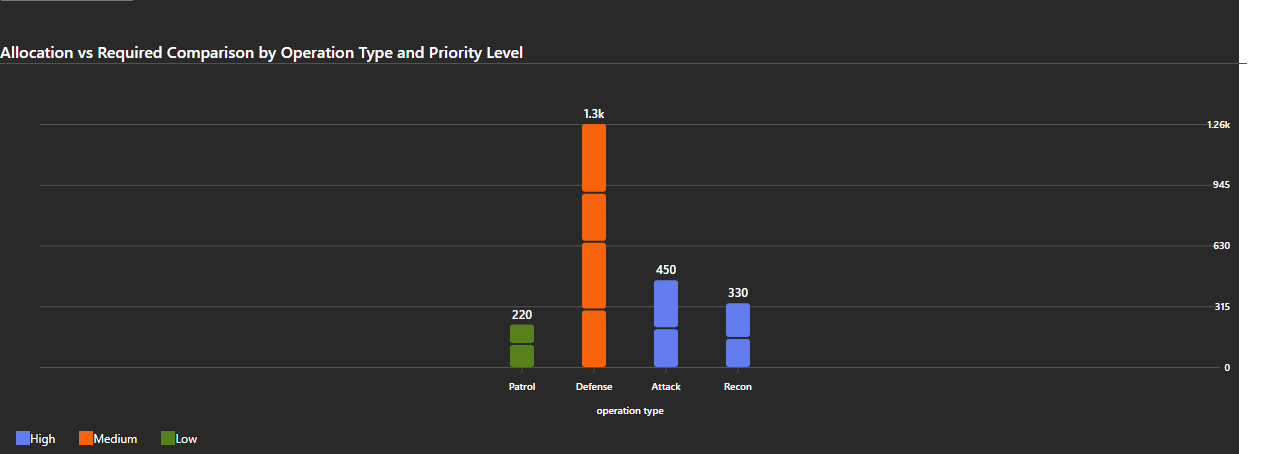 Allocation vs Required Comparison by Operation Type and Priority Level
1.3k
1.26k
945
630
450
330
315
220
0
Patrol Defense Attack Recon
operation type
High Medium Low